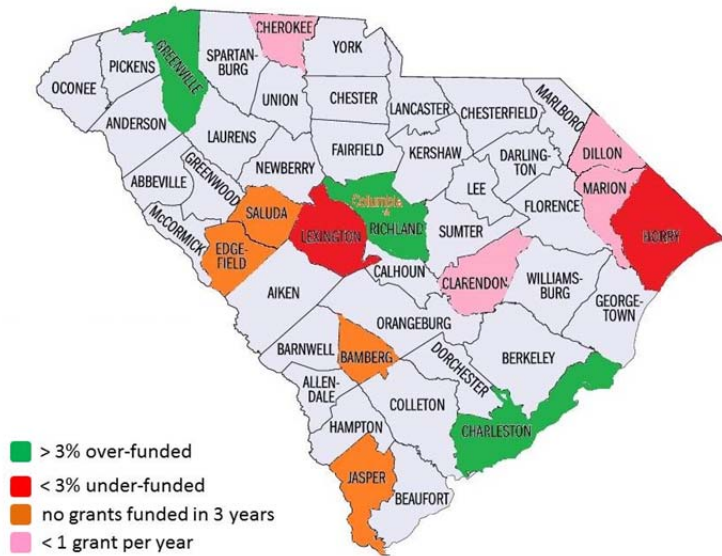 CHEROKEE
GREENVILLE
SPARTAN-
BURG
YORK
OCONEE
PICKENS
UNION
CHESTER
LANCASTER
CHESTERFIELD
MARLBORO
ANDERSON
LAURENS
DILLON
FAIRFIELD
KERSHAW
DARLING-
TON
NEWBERRY
LEE
MARION
ABBEVILLE
GREENWOOD
Columbia
FLORENCE
SALUDA
MCCORMICK
LEXINGTON
RICHLAND
SUMTER
HORRY
EDGE-
FIELD
CALHOUN
CLARENDON
WILLIAMS-
BURG
AIKEN
GEORGE-
TOWN
ORANGEBURG
BARNWELL
BAMBERG
DORCHESTER
BERKELEY
ALLEN-
DALE
COLLETON
HAMPTON
CHARLESTON
JASPER
BEAUFORT
> 3% over-funded
< 3% under-funded
no grants funded in 3 years
< 1 grant per year